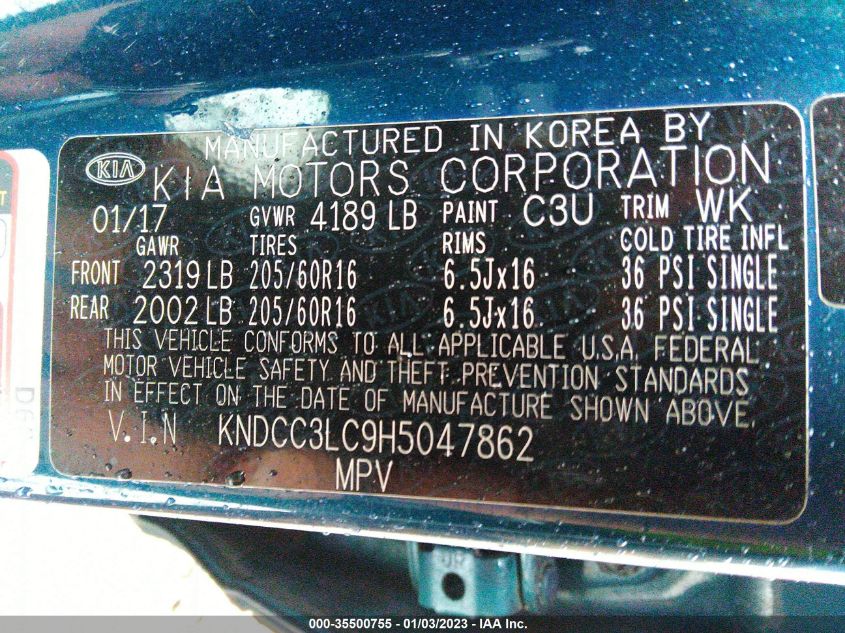 MANUFACTURED IN KOREA BY
KIA KIA MOTORS CORPORATION
01/17 GVWR 4189 LB PAINT C3U TRIM WK
GAWR TIRES RIMS COLD TIRE INFL
FRONT 2319 LB 205/60R16 6.5Jx16 36 PSI SINGLE
REAR 2002 LB 205/60R16 6.5Jx16 36 PSI SINGLE
THIS VEHICLE CONFORMS TO ALL APPLICABLE U.S.A. FEDERAL
MOTOR VEHICLE SAFETY AND THEFT PREVENTION STANDARDS
IN EFFECT ON THE DATE OF MANUFACTURE SHOWN ABOVE.
V.I.N KNDCC3LC9H5047862
MPV
000-35500755 - 01/03/2023 - IAA Inc.